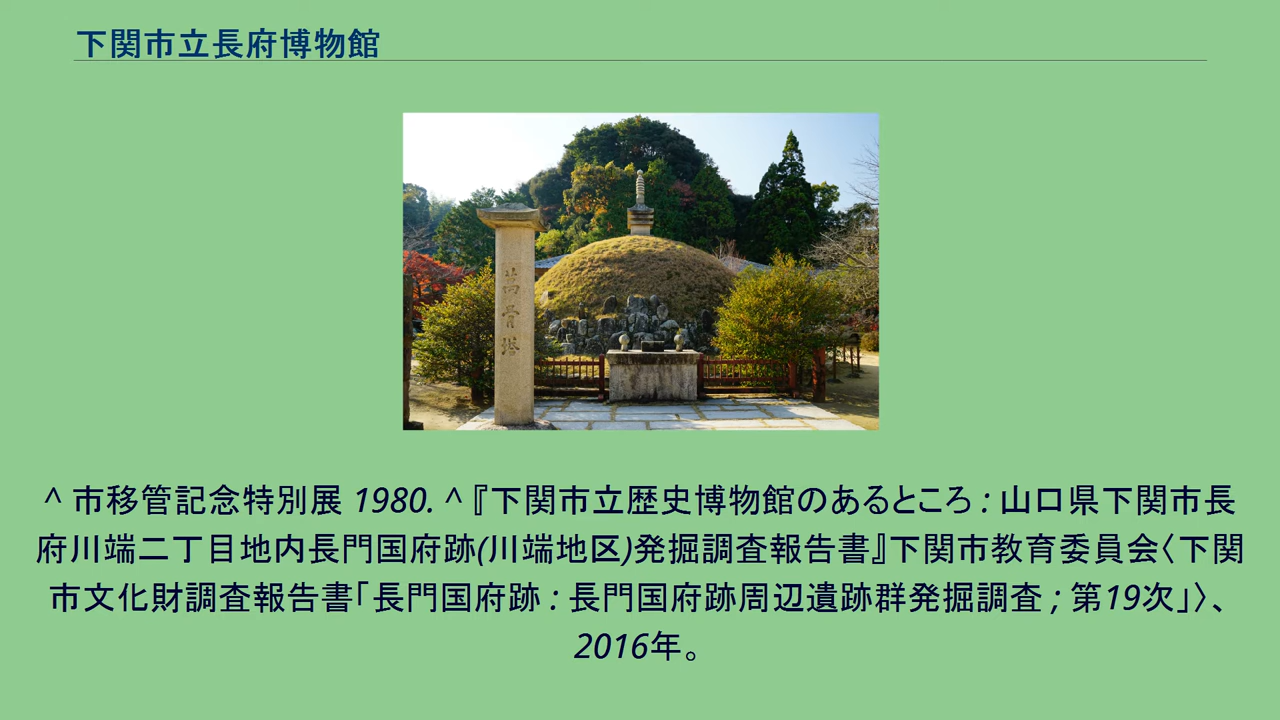 下関市立長府博物館
萬骨塔
^ 市移管記念特別展 1980. ^『下関市立歴史博物館のあるところ : 山口県下関市長
府川端二丁目地内長門国府跡(川端地区)発掘調査報告書』下関市教育委員会〈下関
市文化財調査報告書「長門国府跡 : 長門国府跡周辺遺跡群発掘調査 ; 第19次」〉、
2016年。